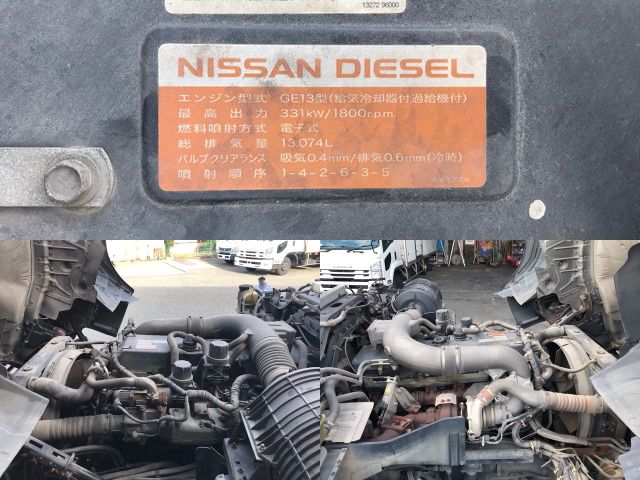 13272 96000
NISSAN DIESEL
エンジン型式 GE13型(給気冷却器付過給機付)
最高出力 331kW/1800r.p.m.
燃料噴射方式 電子式
総排気量 13.074L
バルブクリアランス 吸気0.4mm/排気0.6mm(冷時)
噴射順序 1-4-2-6-3-5